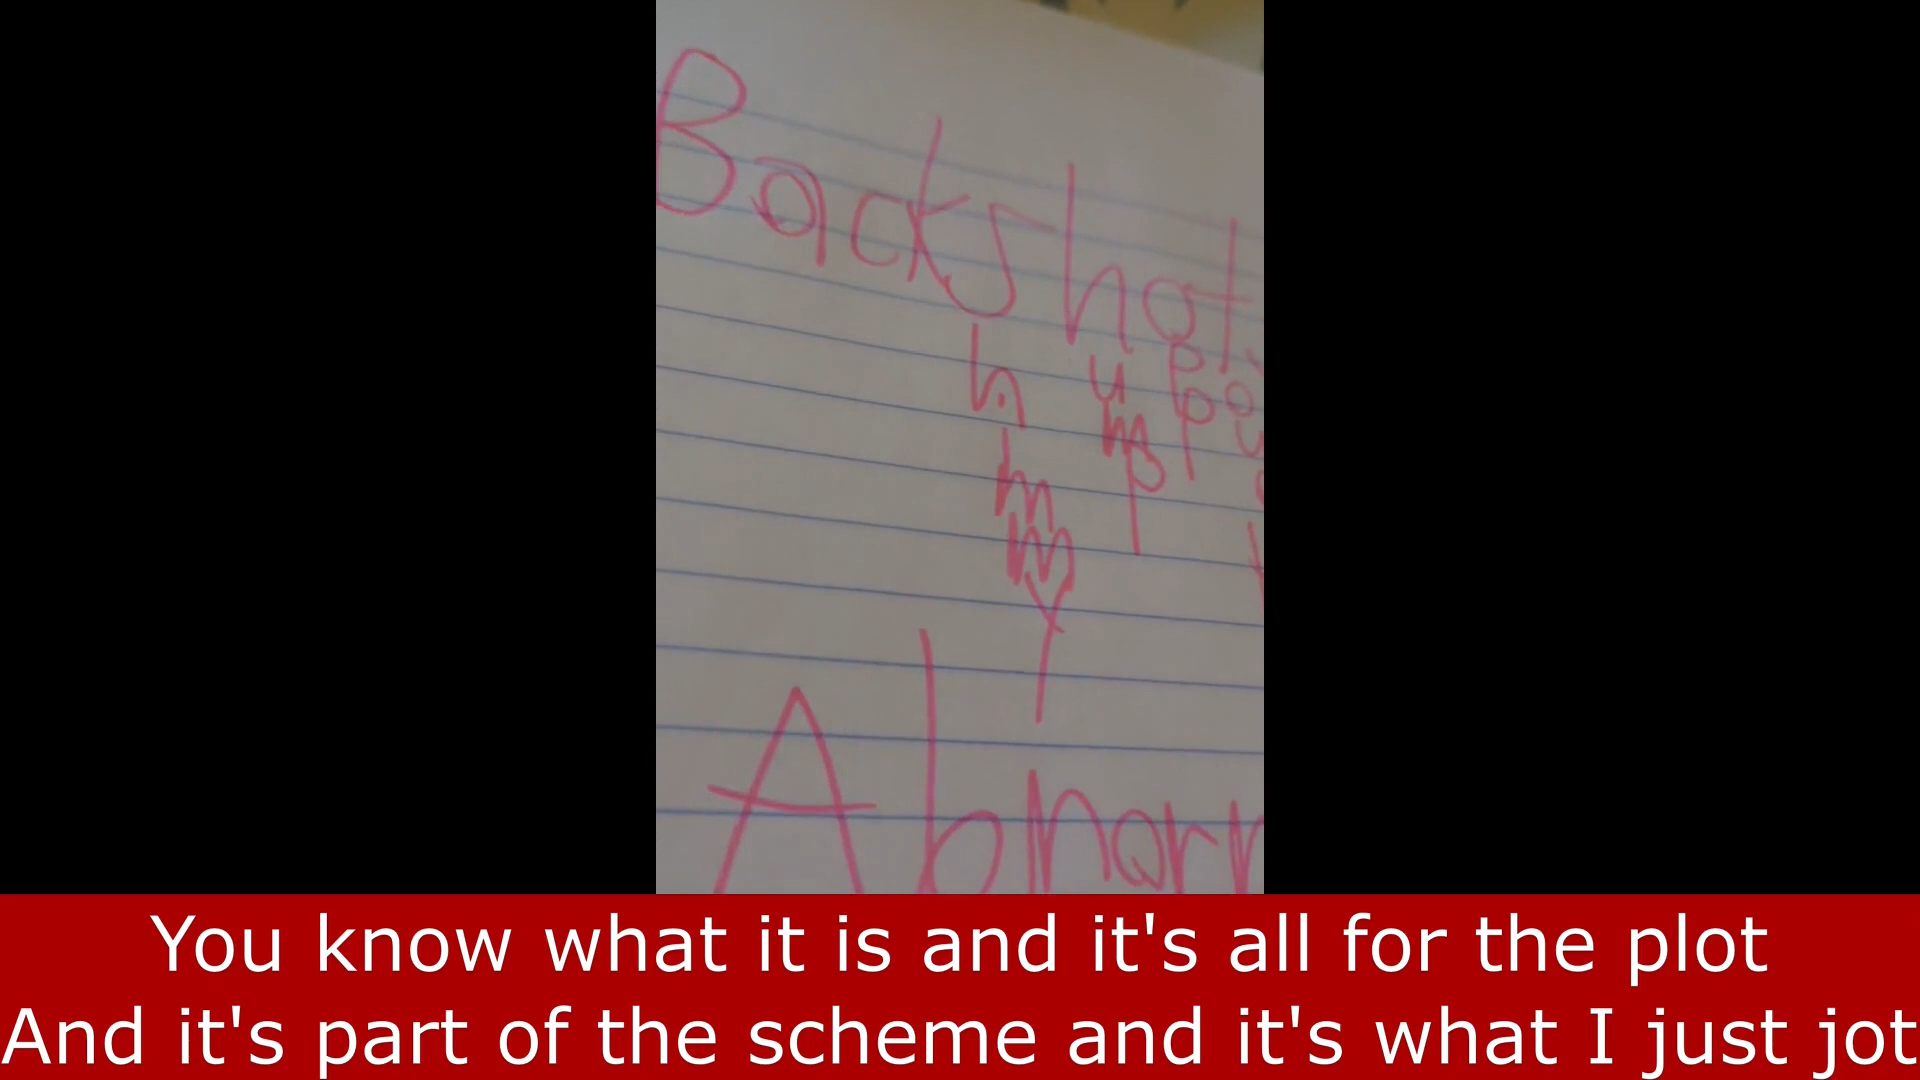 Backshot
Abnorm
You know what it is and it's all for the plot
And it's part of the scheme and it's what I just jot